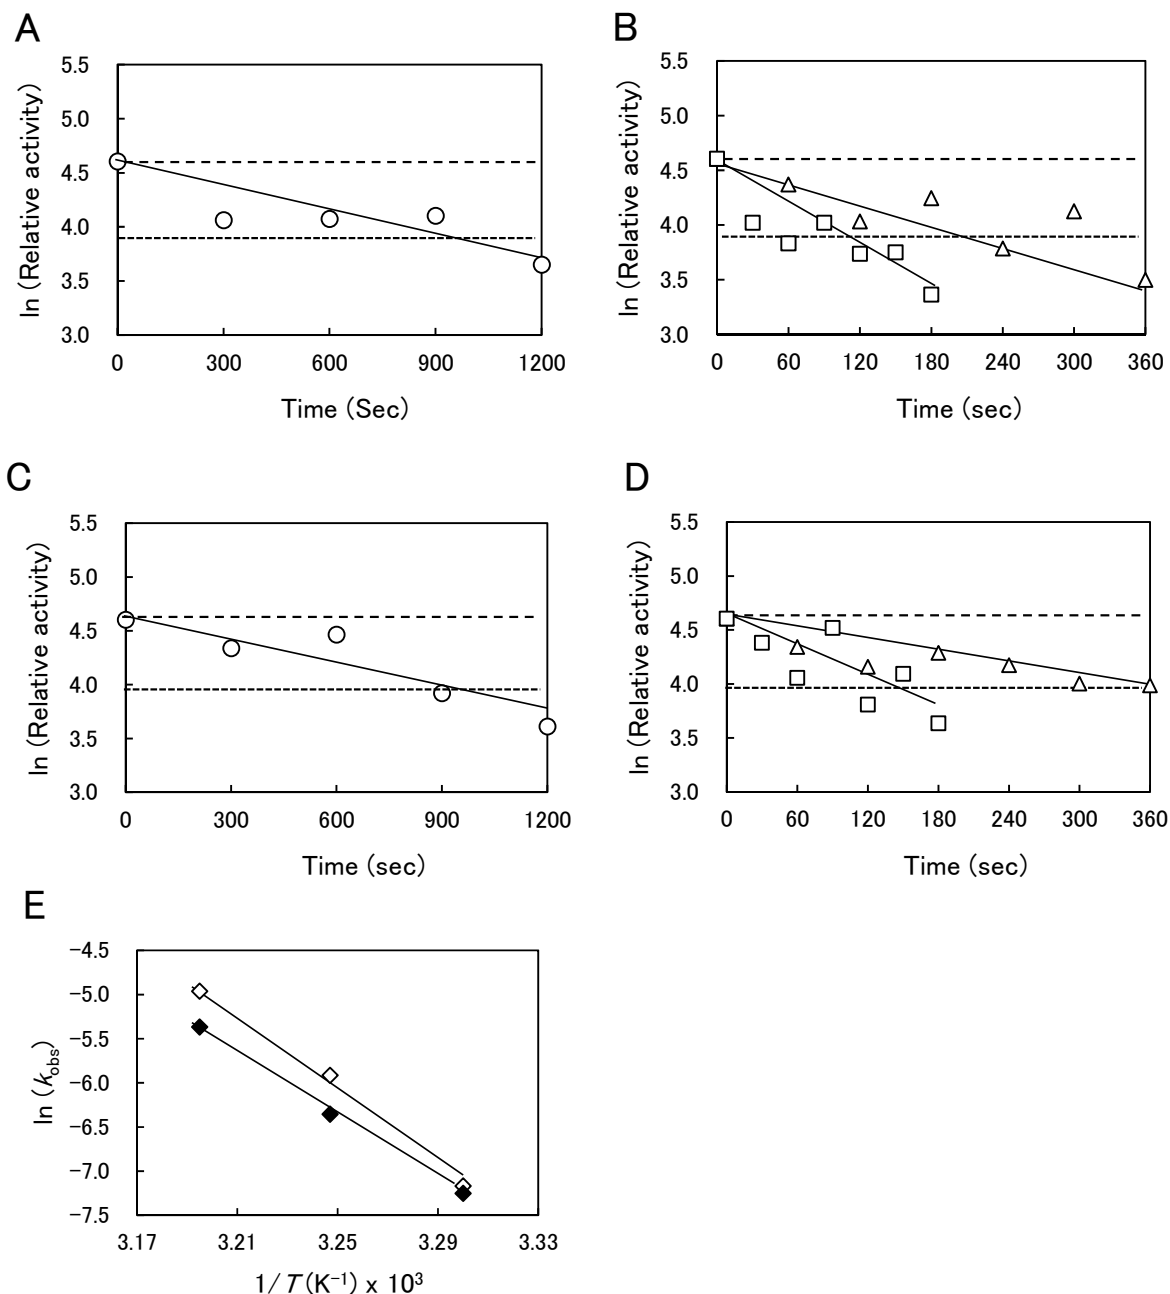 A
ln (Relative activity)
5.5
5.0
4.5
4.0
3.5
3.0
0 300 600 900 1200
Time (Sec)
B
ln (Relative activity)
5.5
5.0
4.5
4.0
3.5
3.0
0 60 120 180 240 300 360
Time (sec)
C
ln (Relative activity)
5.5
5.0
4.5
4.0
3.5
3.0
0 300 600 900 1200
Time (sec)
D
ln (Relative activity)
5.5
5.0
4.5
4.0
3.5
3.0
0 60 120 180 240 300 360
Time (sec)
E
ln (kobs)
−4.5
−5.0
−5.5
−6.0
−6.5
−7.0
−7.5
3.17 3.21 3.25 3.29 3.33
1/T (K⁻¹) x 10³